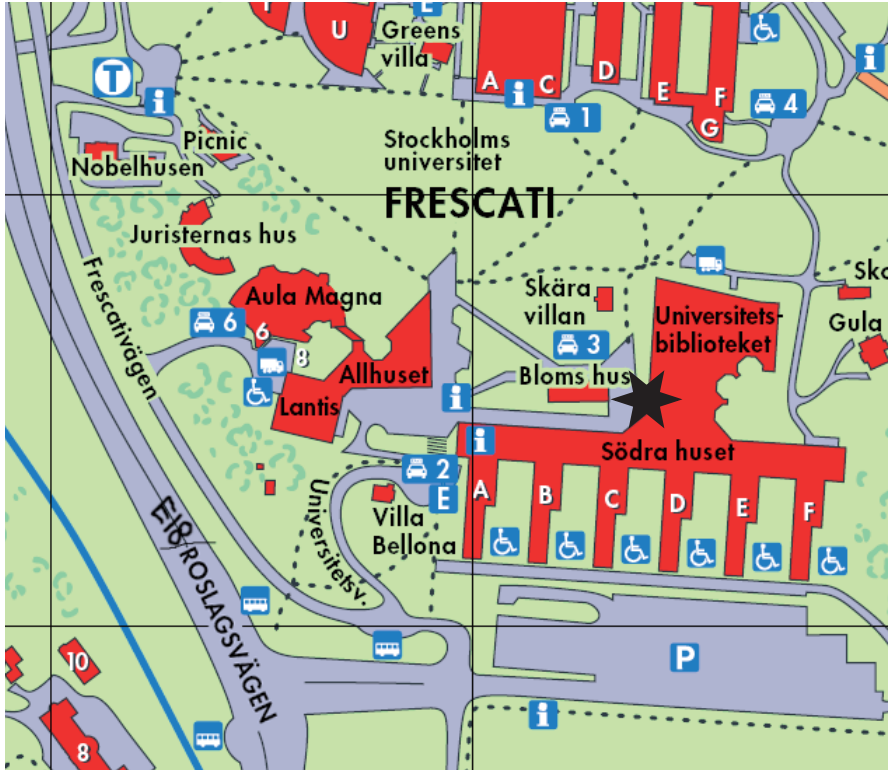 U
Greens
villa
E
A
C
D
E
F
G
T
i
i
i
1
4
Picnic
Nobelhusen
Stockholms
universitet
FRESCATI
Juristernas hus
Frescativägen
Aula Magna
6
6
8
Allhuset
Lantis
Skära
villan
3
Bloms hus
Universitets-
biblioteket
Gula
i
i
Södra huset
2
E
A
B
C
D
E
F
Villa
Bellona
Universitetsv.
E18 ROSLAGSVÄGEN
10
8
P
i